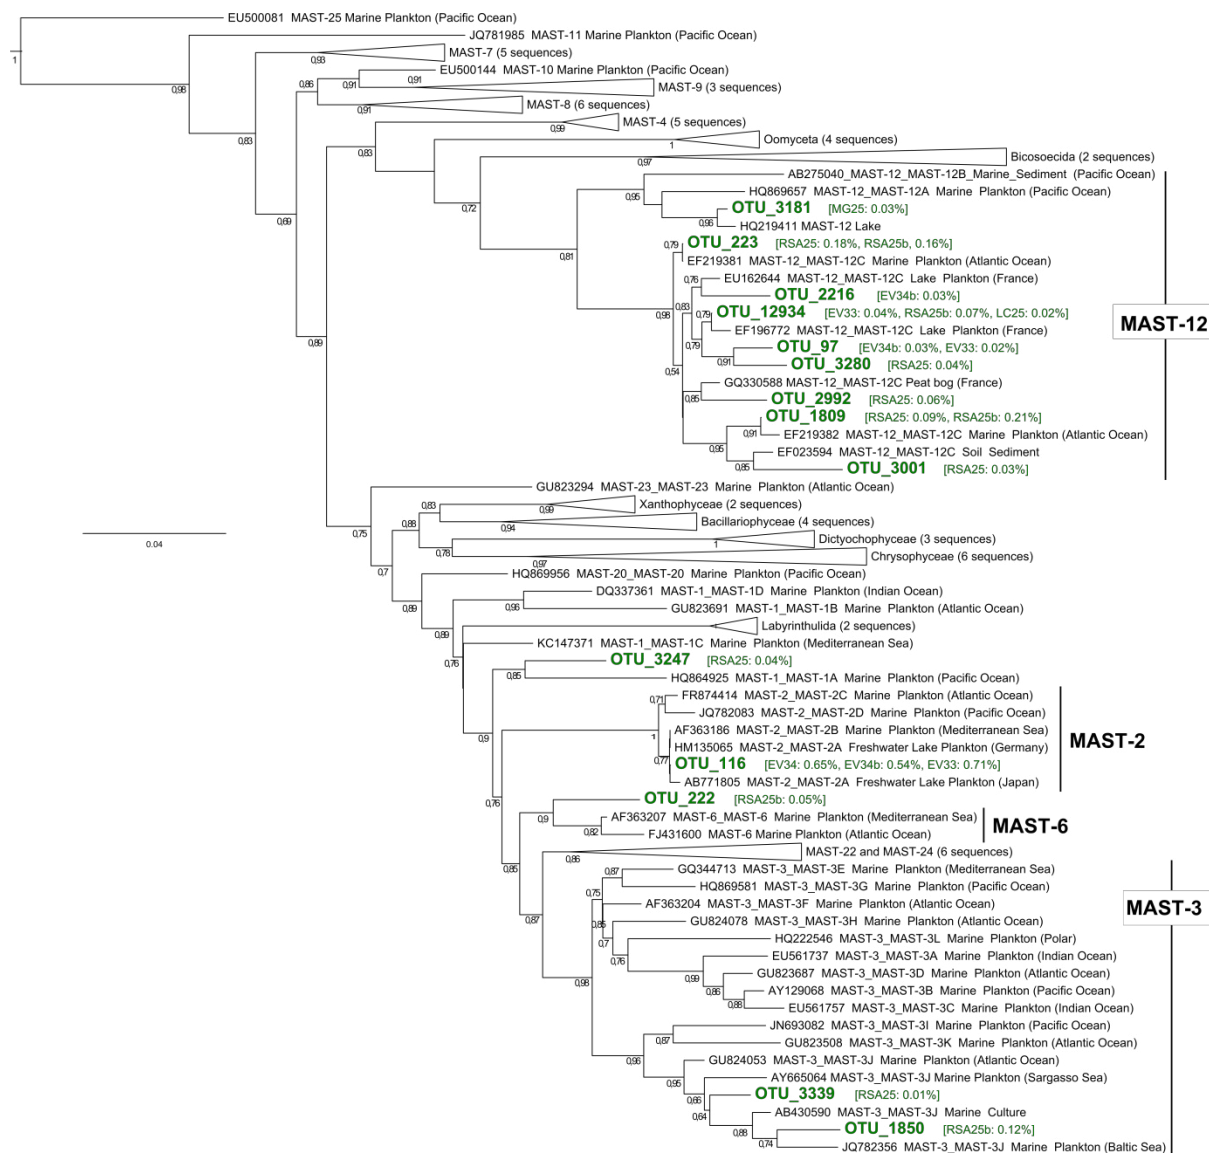 EU500081 MAST-25 Marine Plankton (Pacific Ocean)
JQ781985 MAST-11 Marine Plankton (Pacific Ocean)
1
0,93
MAST-7 (5 sequences)
EU500144 MAST-10 Marine Plankton (Pacific Ocean)
0,86
0,91
0,91
MAST-9 (3 sequences)
0,98
0,91
MAST-8 (6 sequences)
0,99
MAST-4 (5 sequences)
0,83
0,83
1
Oomyceta (4 sequences)
0,97
Bicosoecida (2 sequences)
AB275040_MAST-12_MAST-12B_Marine_Sediment (Pacific Ocean)
0,95
HQ869657 MAST-12_MAST-12A Marine Plankton (Pacific Ocean)
0,72
OTU_3181 [MG25: 0.03%]
0,69
0,96
HQ219411 MAST-12 Lake
0,79
OTU_223 [RSA25: 0.18%, RSA25b, 0.16%]
0,81
EF219381 MAST-12_MAST-12C Marine Plankton (Atlantic Ocean)
0,76
EU162644 MAST-12_MAST-12C Lake Plankton (France)
OTU_2216 [EV34b: 0.03%]
0,83
0,98
0,79
OTU_12934 [EV33: 0.04%, RSA25b: 0.07%, LC25: 0.02%]
MAST-12
EF196772 MAST-12_MAST-12C Lake Plankton (France)
0,79
OTU_97 [EV34b: 0.03%, EV33: 0.02%]
0,91
OTU_3280 [RSA25: 0.04%]
0,89
0,54
GQ330588 MAST-12_MAST-12C Peat bog (France)
0,85
OTU_2992 [RSA25: 0.06%]
OTU_1809 [RSA25: 0.09%, RSA25b: 0.21%]
0,91
EF219382 MAST-12_MAST-12C Marine Plankton (Atlantic Ocean)
0,95
EF023594 MAST-12_MAST-12C Soil Sediment
0,85
OTU_3001 [RSA25: 0.03%]
GU823294 MAST-23_MAST-23 Marine Plankton (Atlantic Ocean)
0,83
0,99
Xanthophyceae (2 sequences)
0,88
0,94
Bacillariophyceae (4 sequences)
0,75
1
Dictyochophyceae (3 sequences)
0.04
0,78
0,97
Chrysophyceae (6 sequences)
0,7
HQ869956 MAST-20_MAST-20 Marine Plankton (Pacific Ocean)
DQ337361 MAST-1_MAST-1D Marine Plankton (Indian Ocean)
0,89
0,96
GU823691 MAST-1_MAST-1B Marine Plankton (Atlantic Ocean)
0,89
Labyrinthulida (2 sequences)
KC147371 MAST-1_MAST-1C Marine Plankton (Mediterranean Sea)
0,76
OTU_3247 [RSA25: 0.04%]
0,85
HQ864925 MAST-1_MAST-1A Marine Plankton (Pacific Ocean)
0,71
FR874414 MAST-2_MAST-2C Marine Plankton (Atlantic Ocean)
JQ782083 MAST-2_MAST-2D Marine Plankton (Pacific Ocean)
0,9
1
AF363186 MAST-2_MAST-2B Marine Plankton (Mediterranean Sea)
MAST-2
HM135065 MAST-2_MAST-2A Freshwater Lake Plankton (Germany)
0,77
OTU_116 [EV34: 0.65%, EV34b: 0.54%, EV33: 0.71%]
AB771805 MAST-2_MAST-2A Freshwater Lake Plankton (Japan)
0,76
OTU_222 [RSA25b: 0.05%]
0,9
AF363207 MAST-6_MAST-6 Marine Plankton (Mediterranean Sea)
MAST-6
0,82
FJ431600 MAST-6 Marine Plankton (Atlantic Ocean)
0,86
MAST-22 and MAST-24 (6 sequences)
0,85
0,87
GQ344713 MAST-3_MAST-3E Marine Plankton (Mediterranean Sea)
0,75
HQ869581 MAST-3_MAST-3G Marine Plankton (Pacific Ocean)
AF363204 MAST-3_MAST-3F Marine Plankton (Atlantic Ocean)
MAST-3
0,87
0,85
GU824078 MAST-3_MAST-3H Marine Plankton (Atlantic Ocean)
0,7
HQ222546 MAST-3_MAST-3L Marine Plankton (Polar)
0,76
EU561737 MAST-3_MAST-3A Marine Plankton (Indian Ocean)
0,98
0,99
GU823687 MAST-3_MAST-3D Marine Plankton (Atlantic Ocean)
0,86
AY129068 MAST-3_MAST-3B Marine Plankton (Pacific Ocean)
0,88
EU561757 MAST-3_MAST-3C Marine Plankton (Indian Ocean)
JN693082 MAST-3_MAST-3I Marine Plankton (Pacific Ocean)
0,87
GU823508 MAST-3_MAST-3K Marine Plankton (Atlantic Ocean)
0,96
GU824053 MAST-3_MAST-3J Marine Plankton (Atlantic Ocean)
0,95
AY665064 MAST-3_MAST-3J Marine Plankton (Sargasso Sea)
0,66
OTU_3339 [RSA25: 0.01%]
0,64
AB430590 MAST-3_MAST-3J Marine Culture
0,88
OTU_1850 [RSA25b: 0.12%]
0,74
JQ782356 MAST-3_MAST-3J Marine Plankton (Baltic Sea)